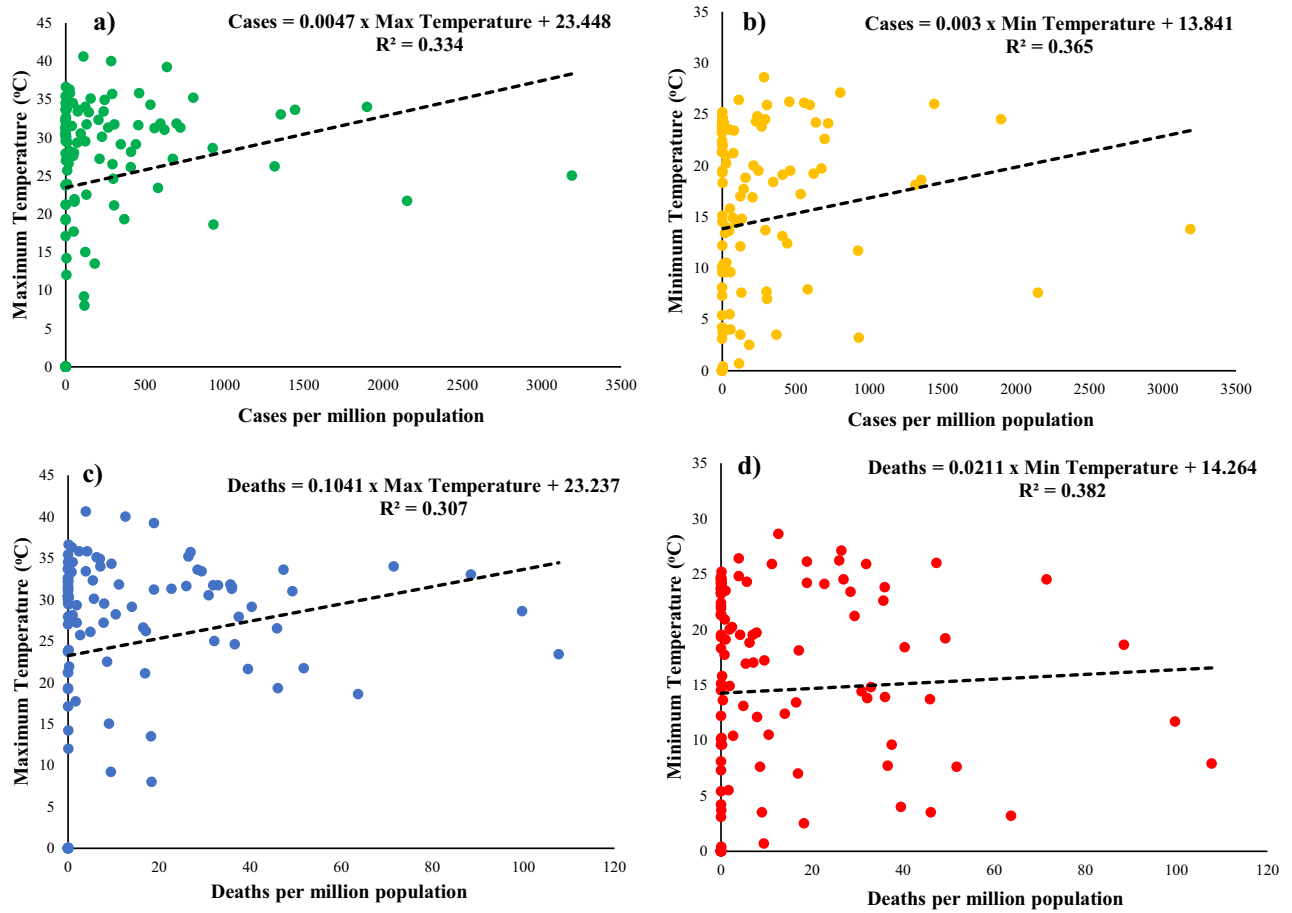 a)
Cases = 0.0047 x Max Temperature + 23.448
R² = 0.334
45
40
35
30
25
20
15
10
5
0
Maximum Temperature (oC)
0 500 1000 1500 2000 2500 3000 3500
Cases per million population
b)
Cases = 0.003 x Min Temperature + 13.841
R² = 0.365
35
30
25
20
15
10
5
0
Minimum Temperature (oC)
0 500 1000 1500 2000 2500 3000 3500
Cases per million population
c)
Deaths = 0.1041 x Max Temperature + 23.237
R² = 0.307
45
40
35
30
25
20
15
10
5
0
Maximum Temperature (oC)
0 20 40 60 80 100 120
Deaths per million population
d)
Deaths = 0.0211 x Min Temperature + 14.264
R² = 0.382
35
30
25
20
15
10
5
0
Minimum Temperature (oC)
0 20 40 60 80 100 120
Deaths per million population